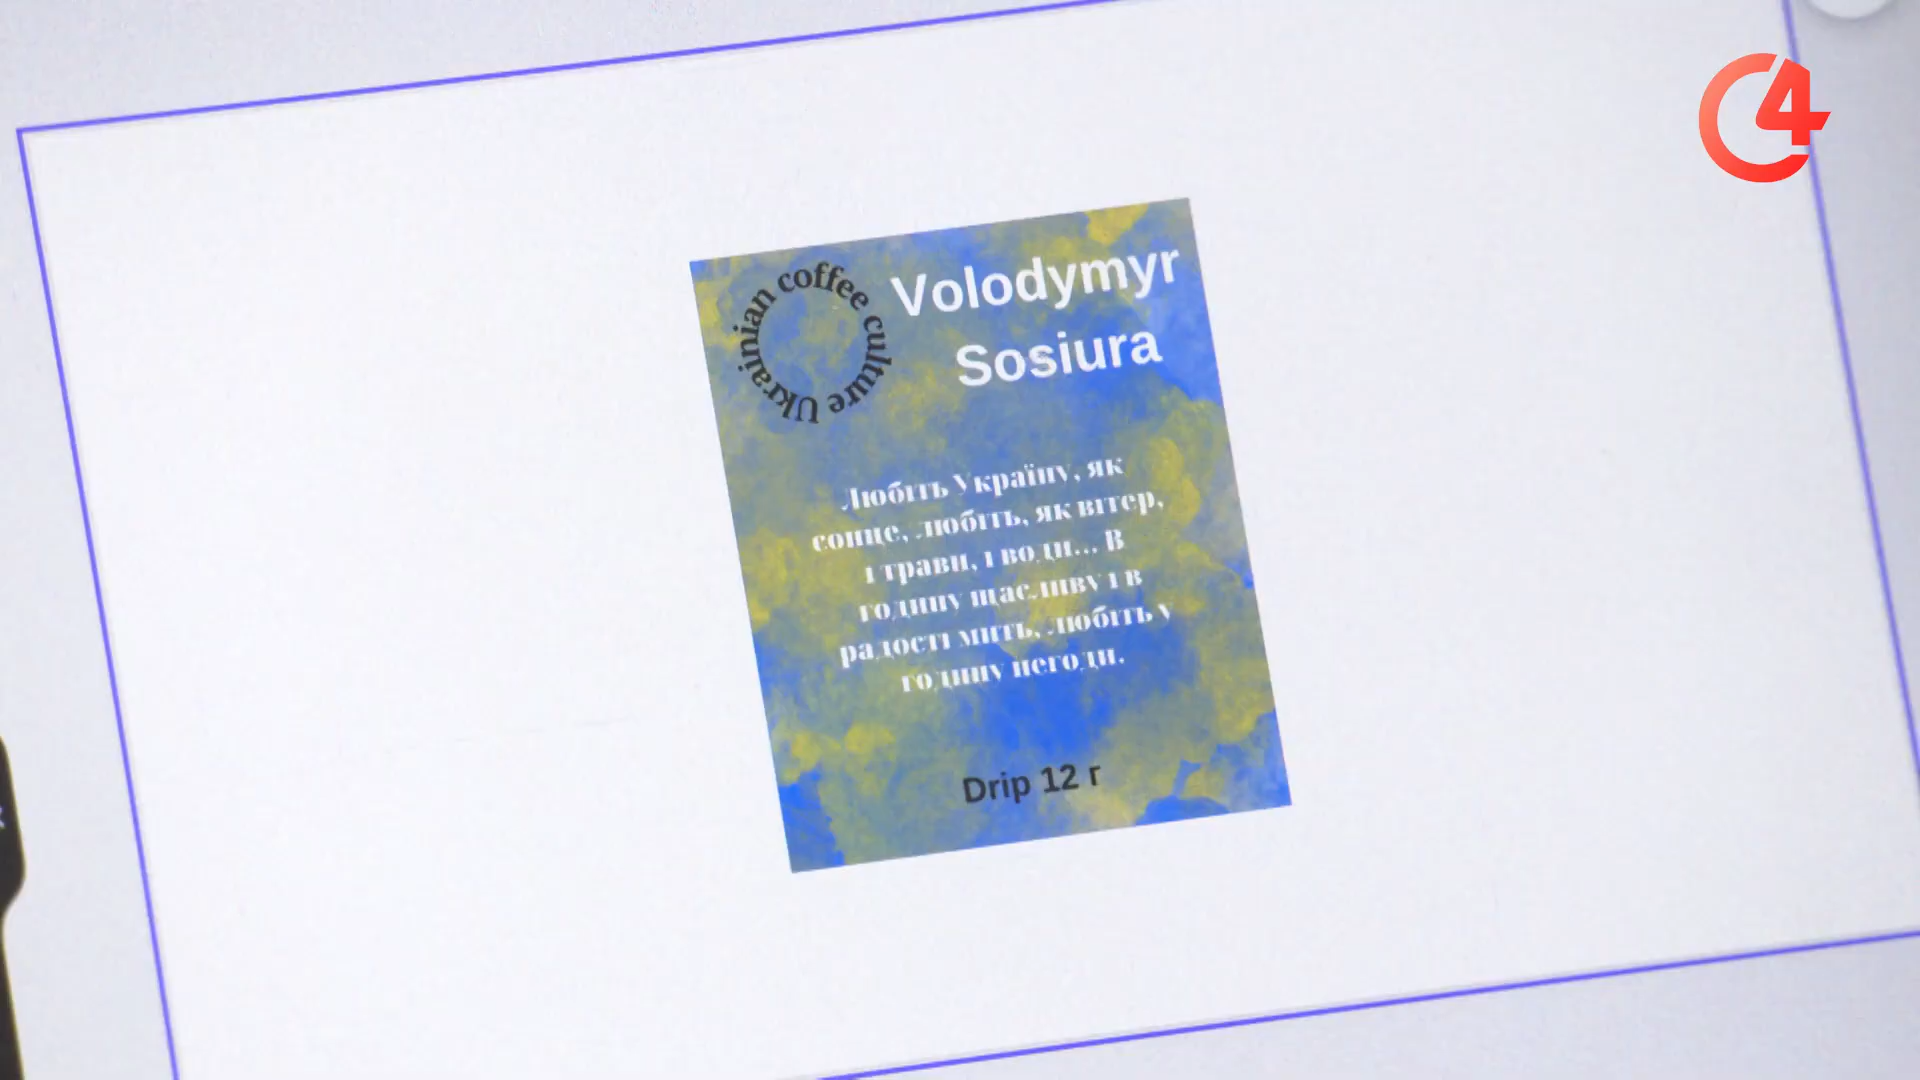 C4
Ukrainian coffee culture
Volodymyr
Sosiura
Любіть Україну, як
сонце, любіть, як вітер,
і трави, і води... В
годину щасливу і в
радості мить, любіть у
годину негоди.
Drip 12 г